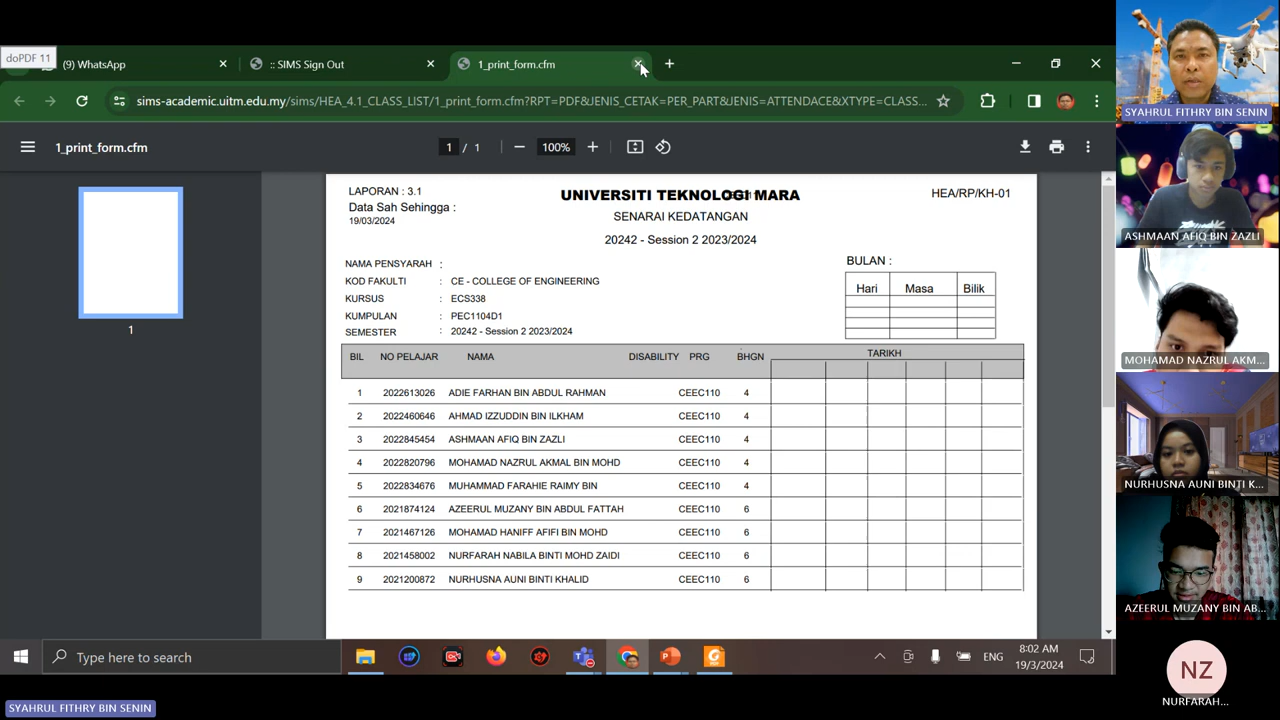 doPDF 11
(9) WhatsApp
:: SIMS Sign Out
1_print_form.cfm
sims-academic.uitm.edu.my/sims/HEA_4.1_CLASS_LIST/1_print_form.cfm?RPT=PDF&JENIS_CETAK=PER_PART&JENIS=ATTENDACE&XTYPE=CLASS...
1_print_form.cfm
1 / 1
100%
1
LAPORAN : 3.1
UNIVERSITI TEKNOLOGI MARA
HEA/RP/KH-01
Data Sah Sehingga :
SENARAI KEDATANGAN
19/03/2024
20242 - Session 2 2023/2024
NAMA PENSYARAH :
BULAN :
KOD FAKULTI : CE - COLLEGE OF ENGINEERING
Hari Masa Bilik
KURSUS : ECS338
KUMPULAN : PEC1104D1
SEMESTER : 20242 - Session 2 2023/2024
BIL NO PELAJAR NAMA DISABILITY PRG BHGN TARIKH
1 2022613026 ADIE FARHAN BIN ABDUL RAHMAN CEEC110 4
2 2022460646 AHMAD IZZUDDIN BIN ILKHAM CEEC110 4
3 2022845454 ASHMAAN AFIQ BIN ZAZLI CEEC110 4
4 2022820796 MOHAMAD NAZRUL AKMAL BIN MOHD CEEC110 4
5 2022834676 MUHAMMAD FARAHIE RAIMY BIN CEEC110 4
6 2021874124 AZEERUL MUZANY BIN ABDUL FATTAH CEEC110 6
7 2021467126 MOHAMAD HANIFF AFIFI BIN MOHD CEEC110 6
8 2021458002 NURFARAH NABILA BINTI MOHD ZAIDI CEEC110 6
9 2021200872 NURHUSNA AUNI BINTI KHALID CEEC110 6
Type here to search
ENG
8:02 AM
19/3/2024
SYAHRUL FITHRY BIN SENIN
SYAHRUL FITHRY BIN SENIN
ASHMAAN AFIQ BIN ZAZLI
MOHAMAD NAZRUL AKM...
NURHUSNA AUNI BINTI K...
AZEERUL MUZANY BIN AB...
NZ
NURFARAH...